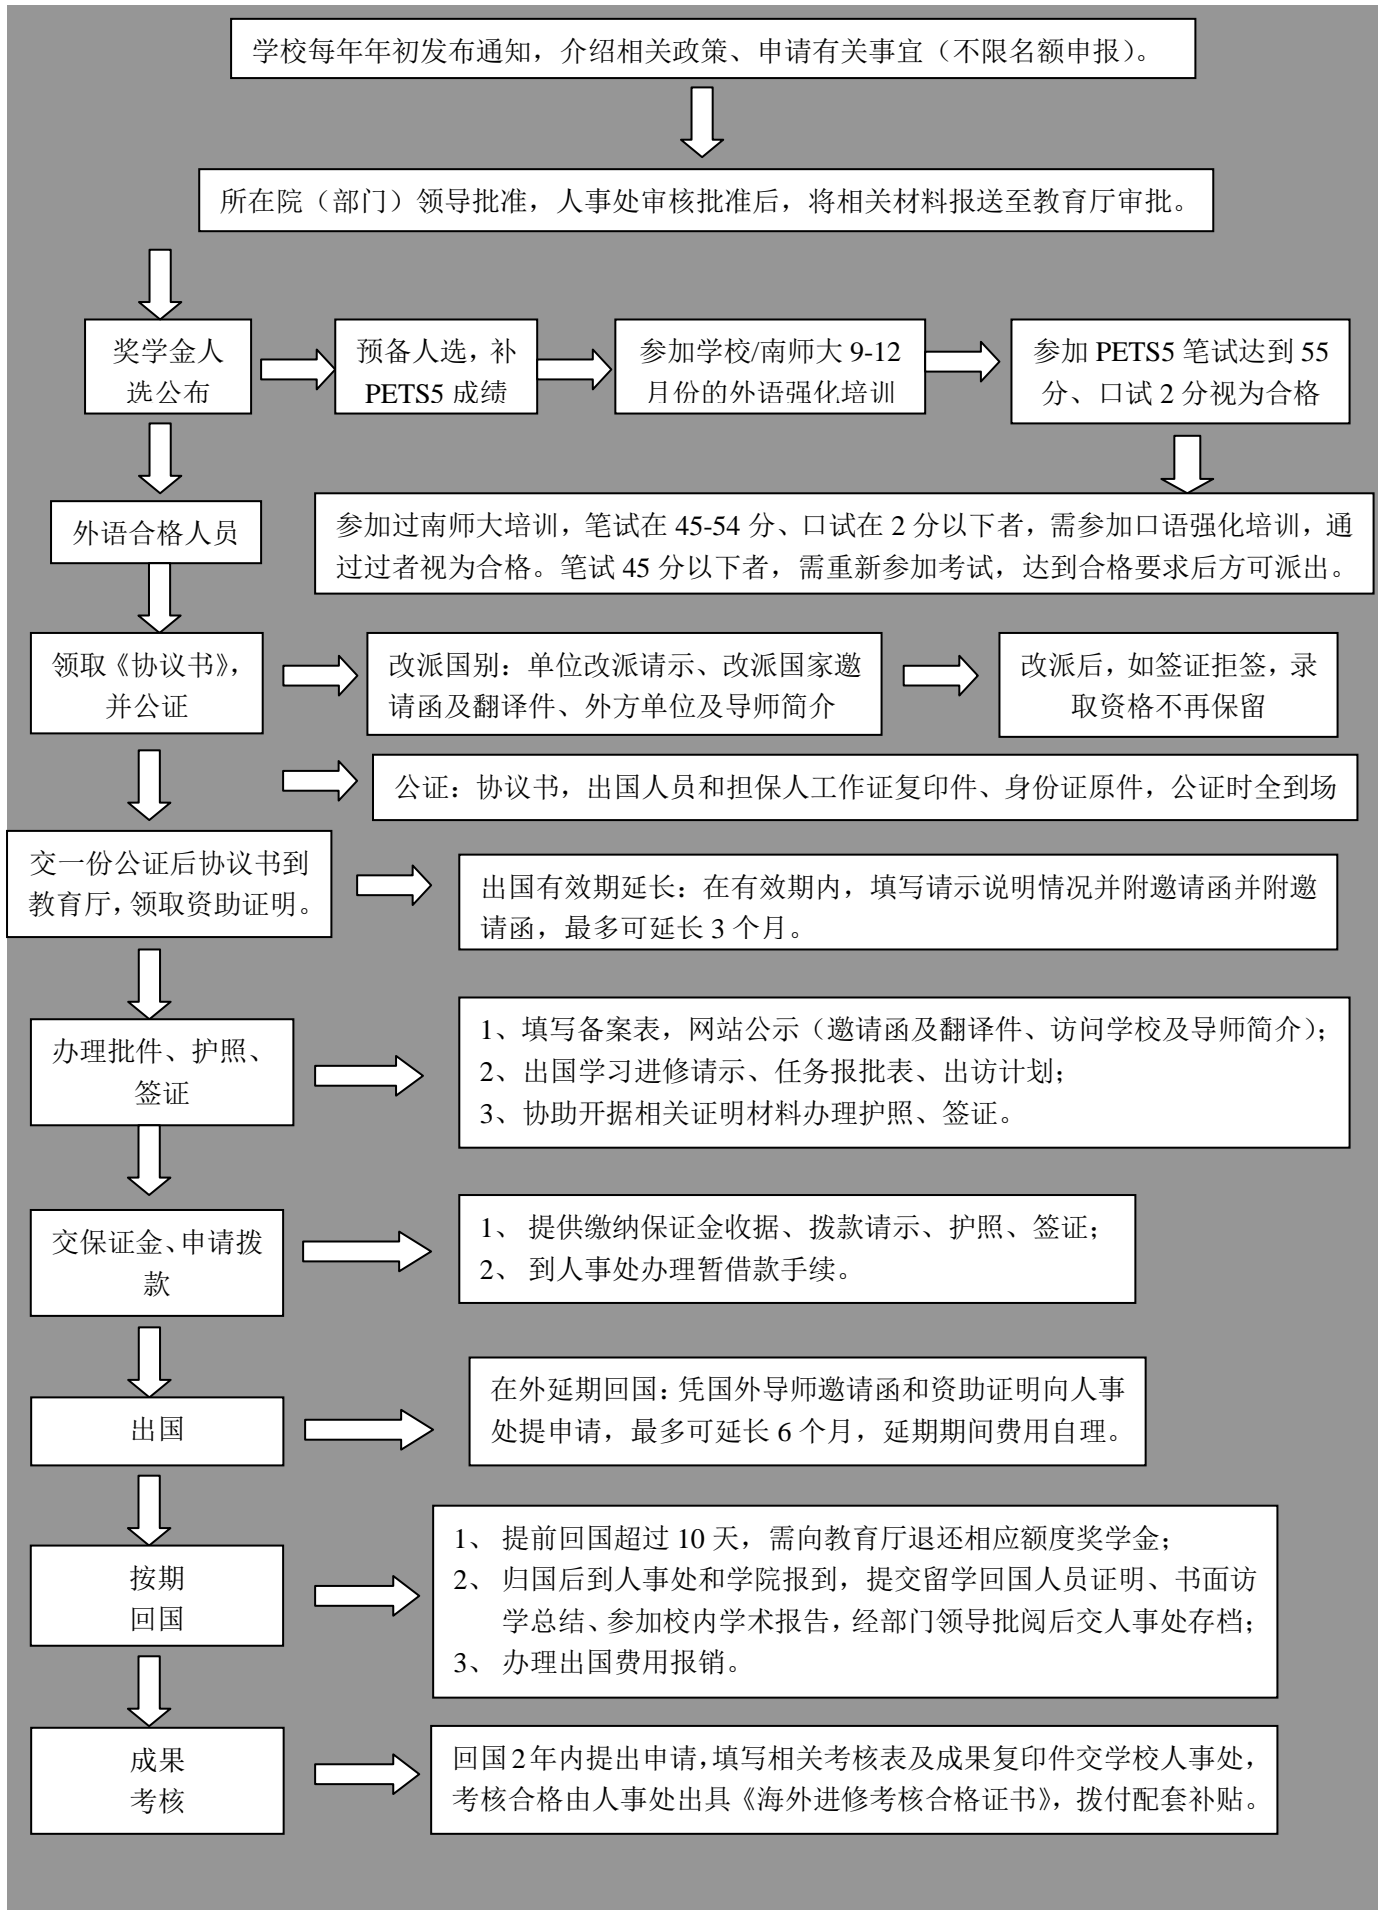 学校每年年初发布通知，介绍相关政策、申请有关事宜（不限名额申报）。
所在院（部门）领导批准，人事处审核批准后，将相关材料报送至教育厅审批。
奖学金人
选公布
预备人选，补
PETS5 成绩
参加学校/南师大 9-12
月份的外语强化培训
参加 PETS5 笔试达到 55
分、口试 2 分视为合格
外语合格人员
参加过南师大培训，笔试在 45-54 分、口试在 2 分以下者，需参加口语强化培训，通
过过者视为合格。笔试 45 分以下者，需重新参加考试，达到合格要求后方可派出。
领取《协议书》，
并公证
改派国别：单位改派请示、改派国家邀
请函及翻译件、外方单位及导师简介
改派后，如签证拒签，录
取资格不再保留
公证：协议书，出国人员和担保人工作证复印件、身份证原件，公证时全到场
交一份公证后协议书到
教育厅，领取资助证明。
出国有效期延长：在有效期内，填写请示说明情况并附邀请函并附邀
请函，最多可延长 3 个月。
办理批件、护照、
签证
1、填写备案表，网站公示（邀请函及翻译件、访问学校及导师简介）；
2、出国学习进修请示、任务报批表、出访计划；
3、协助开据相关证明材料办理护照、签证。
交保证金、申请拨
款
1、 提供缴纳保证金收据、拨款请示、护照、签证；
2、 到人事处办理暂借款手续。
出国
在外延期回国：凭国外导师邀请函和资助证明向人事
处提申请，最多可延长 6 个月，延期期间费用自理。
按期
回国
1、 提前回国超过 10 天，需向教育厅退还相应额度奖学金；
2、 归国后到人事处和学院报到，提交留学回国人员证明、书面访
学总结、参加校内学术报告，经部门领导批阅后交人事处存档；
3、 办理出国费用报销。
成果
考核
回国 2 年内提出申请，填写相关考核表及成果复印件交学校人事处，
考核合格由人事处出具《海外进修考核合格证书》，拨付配套补贴。